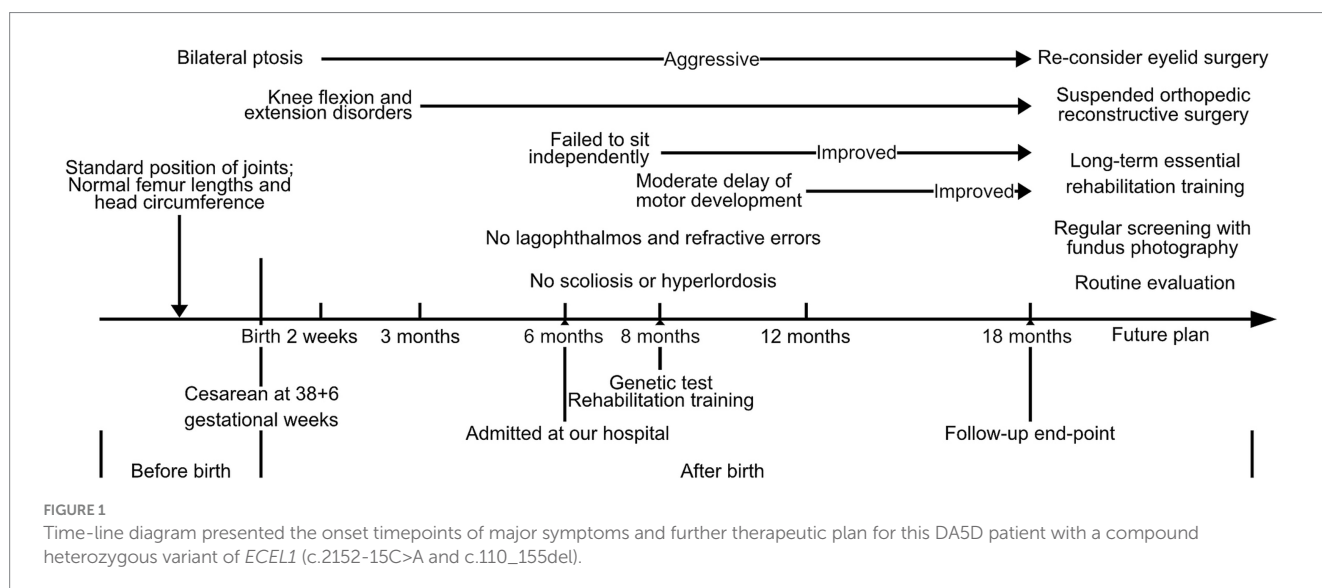 Bilateral ptosis
Aggressive
Re-consider eyelid surgery
Knee flexion and
extension disorders
Suspended orthopedic
reconstructive surgery
Failed to sit
independently
Improved
Moderate delay of
motor development
Improved
Long-term essential
rehabilitation training
Standard position of joints;
Normal femur lengths and
head circumference
No lagophthalmos and refractive errors
Regular screening with
fundus photography
No scoliosis or hyperlordosis
Routine evaluation
Birth
2 weeks
3 months
6 months
8 months
12 months
18 months
Future plan
Cesarean at 38+6
gestational weeks
Genetic test
Rehabilitation training
Admitted at our hospital
Follow-up end-point
Before birth
After birth
FIGURE 1
Time-line diagram presented the onset timepoints of major symptoms and further therapeutic plan for this DA5D patient with a compound
heterozygous variant of ECEL1 (c.2152-15C>A and c.110_155del).